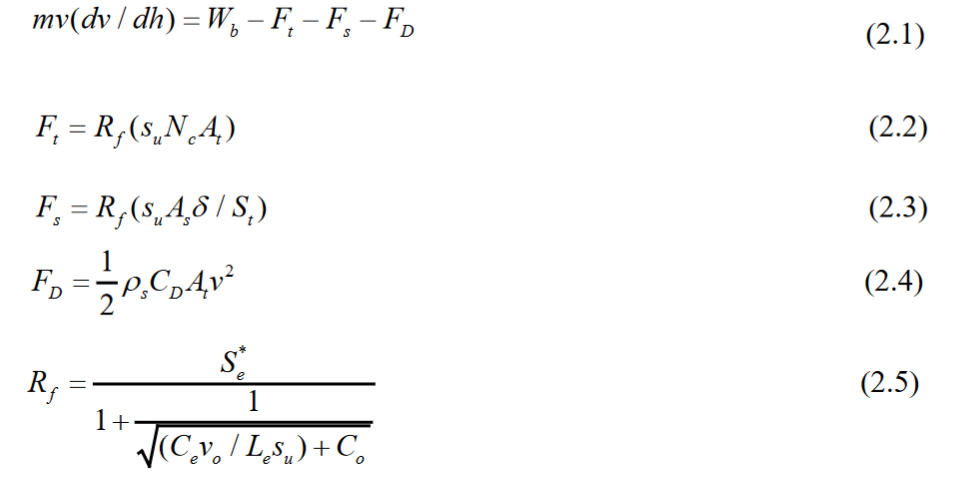 mv(dv / dh) = W_b − F_t − F_s − F_D (2.1)
F_t = R_f(s_u N_c A_t) (2.2)
F_s = R_f(s_u A_s δ / S_t) (2.3)
F_D = 1/2 ρ_s C_D A_t v² (2.4)
R_f = S_e^* / (1 + 1 / √((C_e v_o / L_e s_u) + C_o)) (2.5)